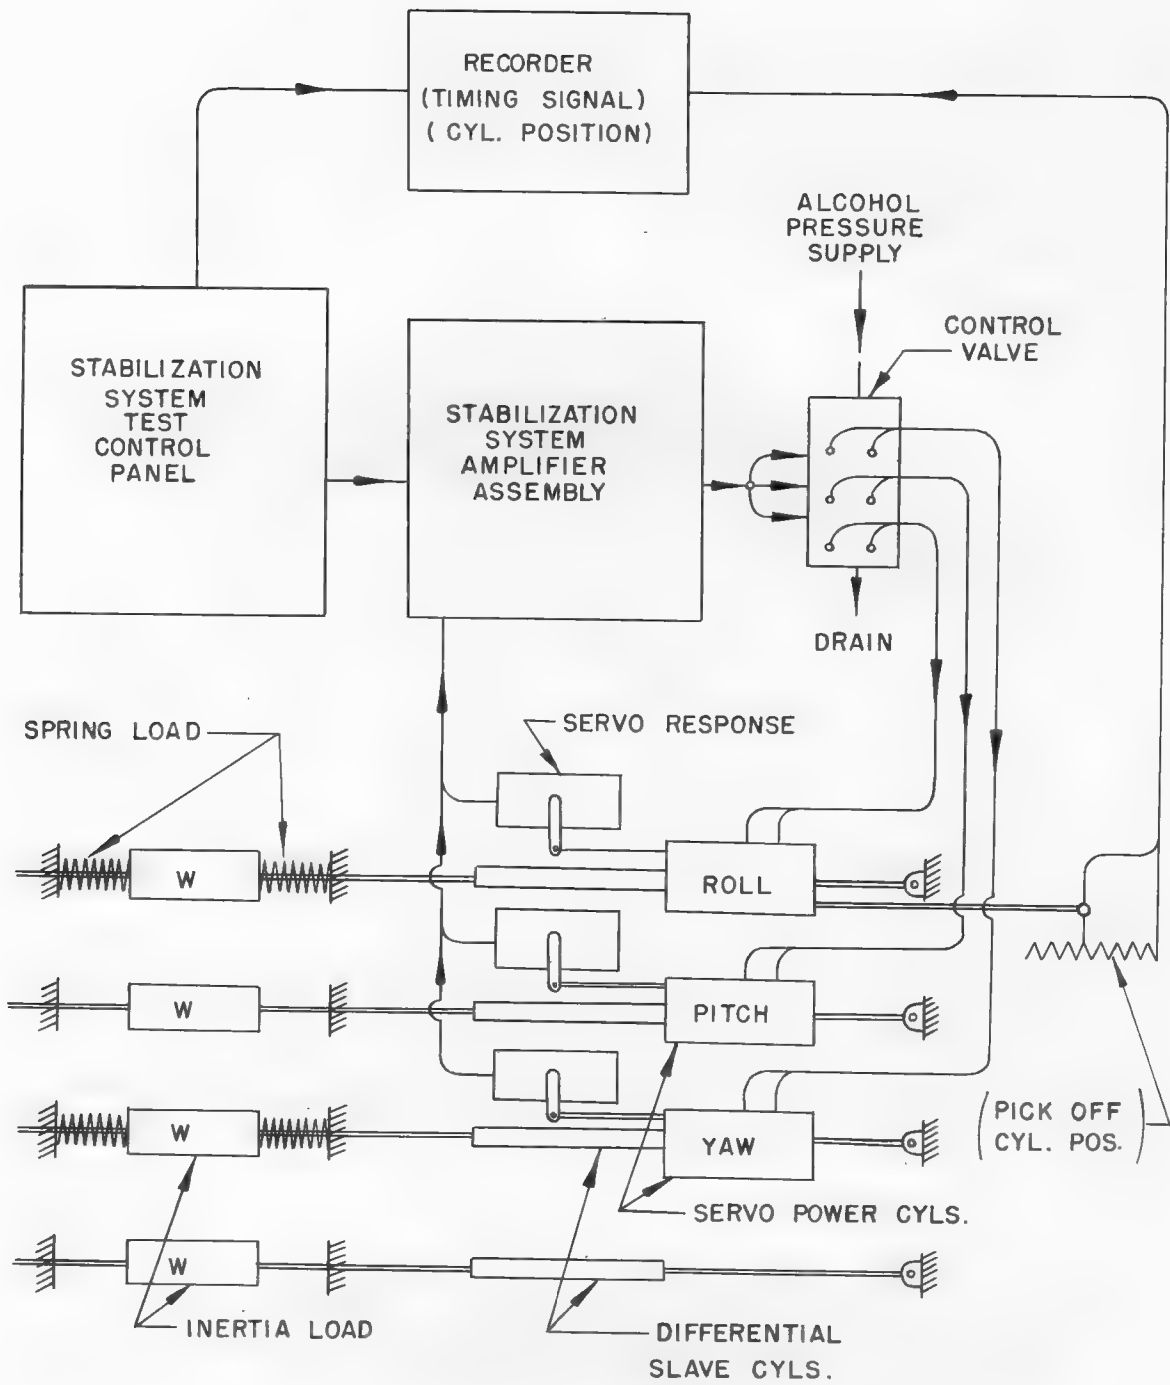 RECORDER
(TIMING SIGNAL)
(CYL. POSITION)
ALCOHOL
PRESSURE
SUPPLY
CONTROL
VALVE
STABILIZATION
SYSTEM
TEST
CONTROL
PANEL
STABILIZATION
SYSTEM
AMPLIFIER
ASSEMBLY
DRAIN
SPRING LOAD
SERVO RESPONSE
W
ROLL
W
PITCH
W
YAW
(PICK OFF
CYL. POS.)
SERVO POWER CYLS.
W
INERTIA LOAD
DIFFERENTIAL
SLAVE CYLS.